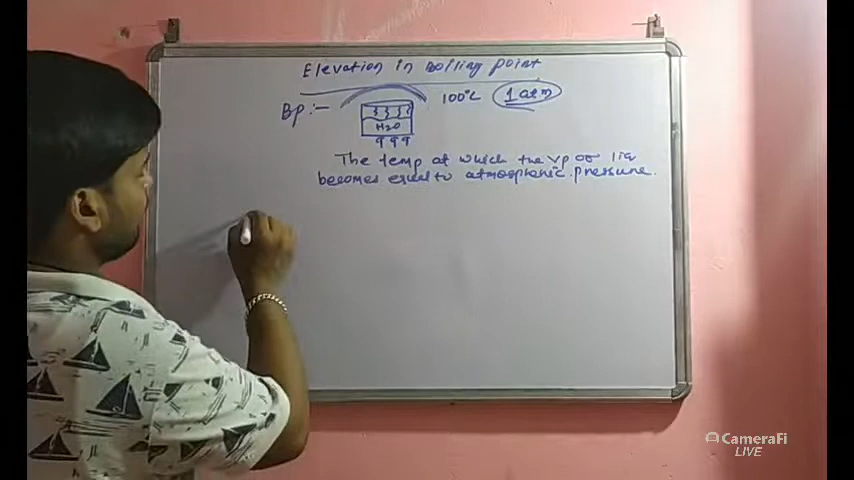 Elevation in Boiling point
Bp:- 100°C 1 atm
H2O
The temp at which the vp of liq
becomes equal to atmospheric pressure.
CameraFi
LIVE